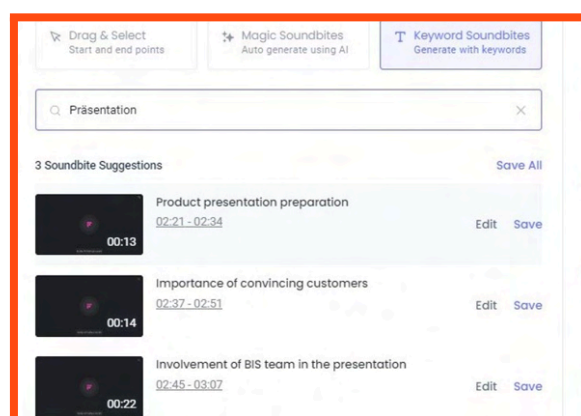 Drag & Select
Start and end points
Magic Soundbites
Auto generate using AI
Keyword Soundbites
Generate with keywords
Präsentation
3 Soundbite Suggestions
Save All
Product presentation preparation
02:21 - 02:34
00:13
Edit
Save
Importance of convincing customers
02:37 - 02:51
00:14
Edit
Save
Involvement of BIS team in the presentation
02:45 - 03:07
00:22
Edit
Save